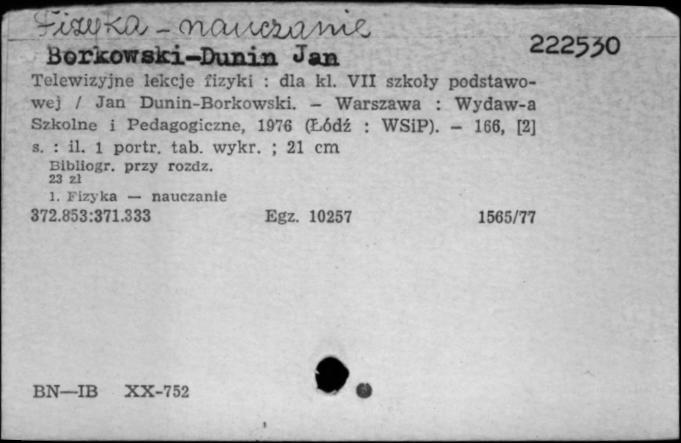 Fizyka - nauczanie
Borkowski-Dunin Jan
222530
Telewizyjne lekcje fizyki : dla kl. VII szkoły podstawo-
wej / Jan Dunin-Borkowski. — Warszawa : Wydaw-a
Szkolne i Pedagogiczne, 1976 (Łódź : WSiP). — 166, [2]
s. : il. 1 portr. tab. wykr. ; 21 cm
Bibliogr. przy rozdz.
23 zł
1. Fizyka — nauczanie
372.853:371.333 Egz. 10257 1565/77
BN—IB XX-752